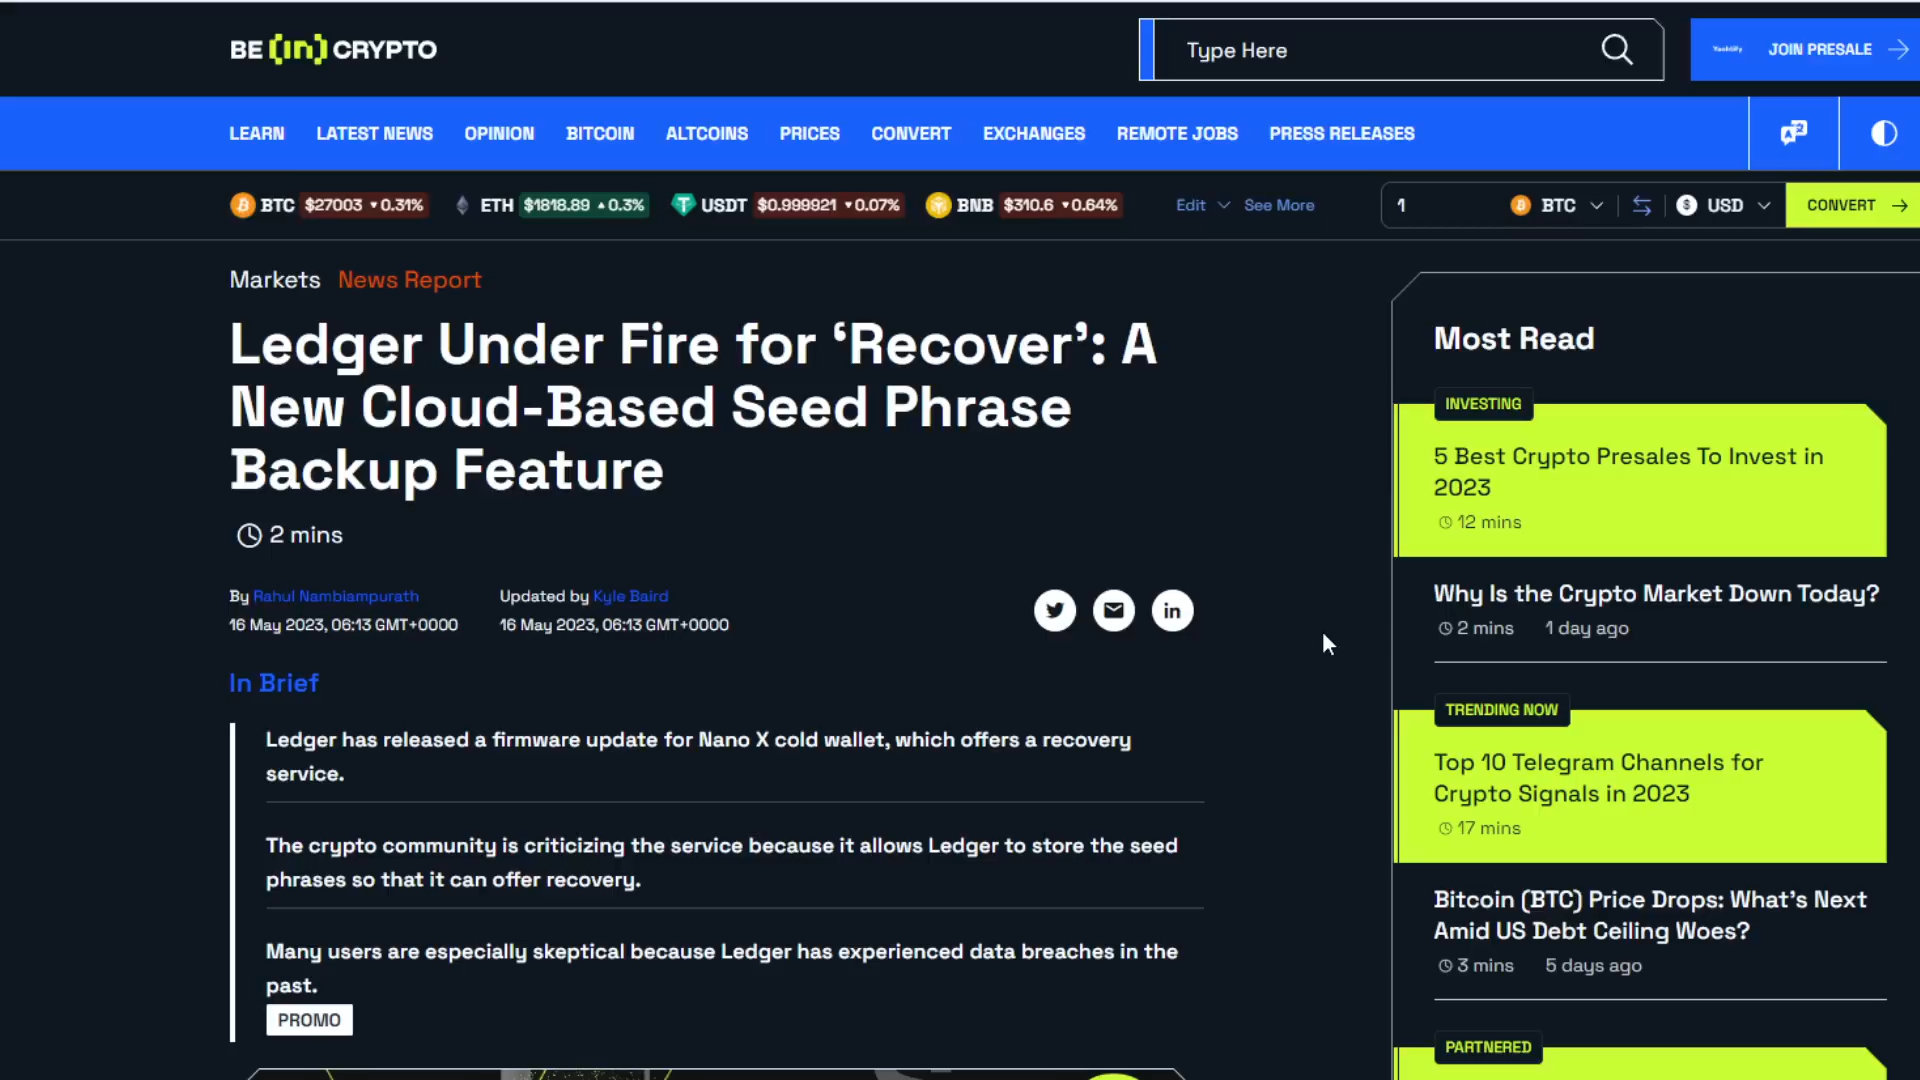 BE [in] CRYPTO
Type Here
JOIN PRESALE
LEARN LATEST NEWS OPINION BITCOIN ALTCOINS PRICES CONVERT EXCHANGES REMOTE JOBS PRESS RELEASES
BTC $27003 ▾0.31% ETH $1818.89 ▴0.3% USDT $0.999921 ▾0.07% BNB $310.6 ▾0.64% Edit See More 1 BTC USD CONVERT
Markets News Report
Ledger Under Fire for ‘Recover’: A
New Cloud-Based Seed Phrase
Backup Feature
2 mins
By Rahul Nambiampurath
16 May 2023, 06:13 GMT+0000
Updated by Kyle Baird
16 May 2023, 06:13 GMT+0000
In Brief
Ledger has released a firmware update for Nano X cold wallet, which offers a recovery
service.
The crypto community is criticizing the service because it allows Ledger to store the seed
phrases so that it can offer recovery.
Many users are especially skeptical because Ledger has experienced data breaches in the
past.
PROMO
Most Read
INVESTING
5 Best Crypto Presales To Invest in
2023
12 mins
Why Is the Crypto Market Down Today?
2 mins 1 day ago
TRENDING NOW
Top 10 Telegram Channels for
Crypto Signals in 2023
17 mins
Bitcoin (BTC) Price Drops: What’s Next
Amid US Debt Ceiling Woes?
3 mins 5 days ago
PARTNERED